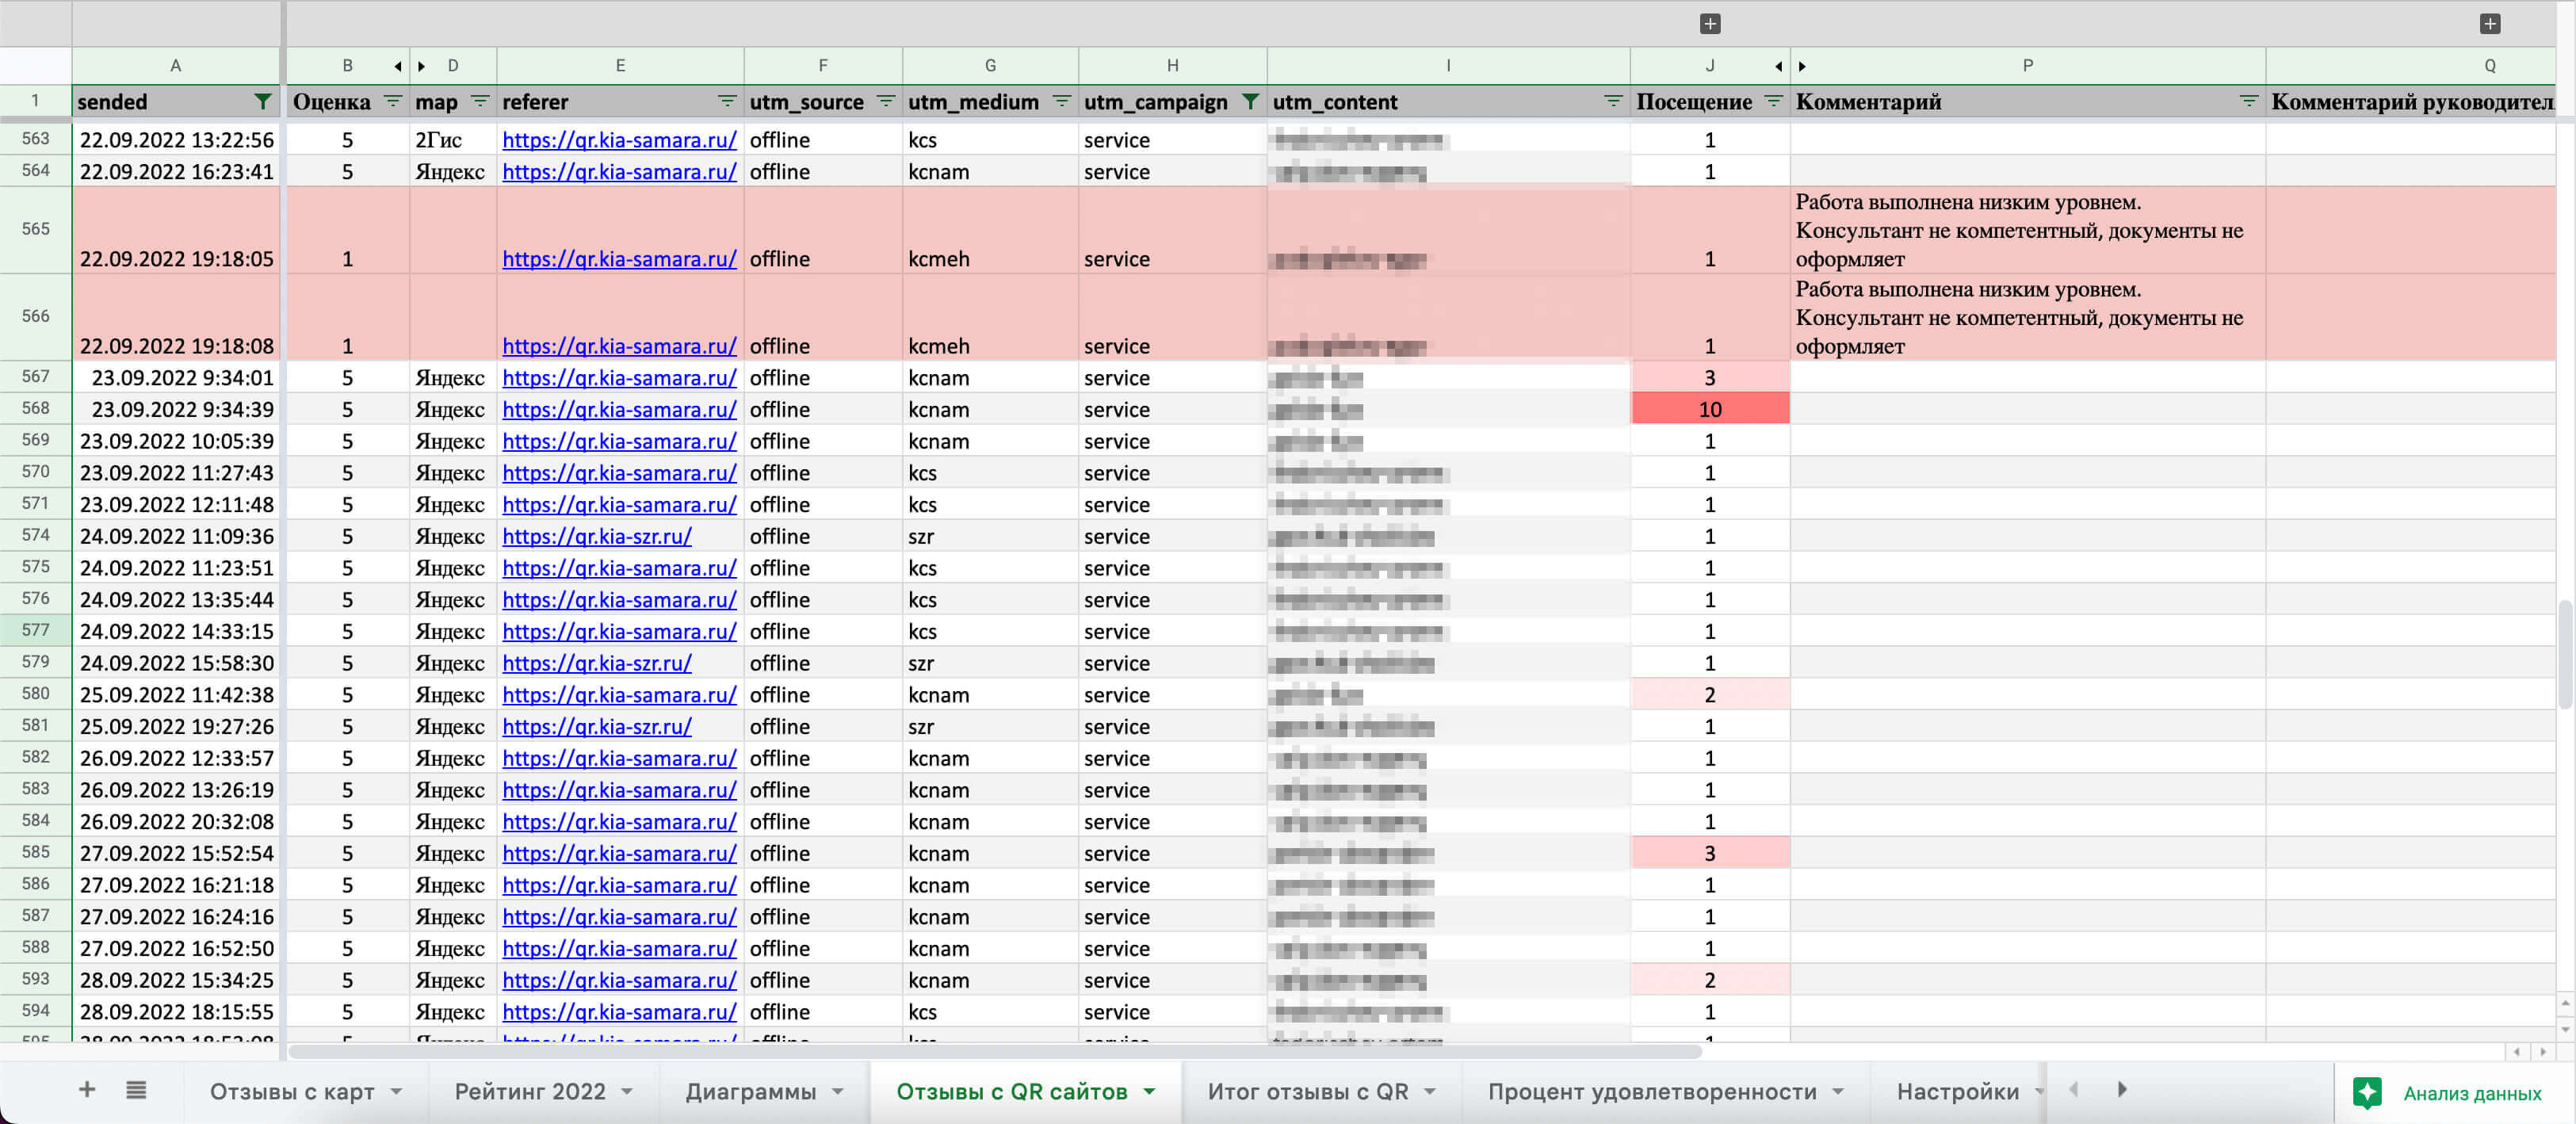 A B D E F G H I J P Q
1 sended Оценка map referer utm_source utm_medium utm_campaign utm_content Посещение Комментарий Комментарий руководител
563 22.09.2022 13:22:56 5 2Гис https://qr.kia-samara.ru/ offline kcs service 1
564 22.09.2022 16:23:41 5 Яндекс https://qr.kia-samara.ru/ offline kcnam service 1
Работа выполнена низким уровнем.
565 Консультант не компетентный, документы не
22.09.2022 19:18:05 1 https://qr.kia-samara.ru/ offline kcmeh service 1 оформляет
Работа выполнена низким уровнем.
566 Консультант не компетентный, документы не
22.09.2022 19:18:08 1 https://qr.kia-samara.ru/ offline kcmeh service 1 оформляет
567 23.09.2022 9:34:01 5 Яндекс https://qr.kia-samara.ru/ offline kcnam service 3
568 23.09.2022 9:34:39 5 Яндекс https://qr.kia-samara.ru/ offline kcnam service 10
569 23.09.2022 10:05:39 5 Яндекс https://qr.kia-samara.ru/ offline kcnam service 1
570 23.09.2022 11:27:43 5 Яндекс https://qr.kia-samara.ru/ offline kcs service 1
571 23.09.2022 12:11:48 5 Яндекс https://qr.kia-samara.ru/ offline kcs service 1
574 24.09.2022 11:09:36 5 Яндекс https://qr.kia-szr.ru/ offline szr service 1
575 24.09.2022 11:23:51 5 Яндекс https://qr.kia-samara.ru/ offline kcs service 1
576 24.09.2022 13:35:44 5 Яндекс https://qr.kia-samara.ru/ offline kcs service 1
577 24.09.2022 14:33:15 5 Яндекс https://qr.kia-samara.ru/ offline kcs service 1
579 24.09.2022 15:58:30 5 Яндекс https://qr.kia-szr.ru/ offline szr service 1
580 25.09.2022 11:42:38 5 Яндекс https://qr.kia-samara.ru/ offline kcnam service 2
581 25.09.2022 19:27:26 5 Яндекс https://qr.kia-szr.ru/ offline szr service 1
582 26.09.2022 12:33:57 5 Яндекс https://qr.kia-samara.ru/ offline kcnam service 1
583 26.09.2022 13:26:19 5 Яндекс https://qr.kia-samara.ru/ offline kcnam service 1
584 26.09.2022 20:32:08 5 Яндекс https://qr.kia-samara.ru/ offline kcnam service 1
585 27.09.2022 15:52:54 5 Яндекс https://qr.kia-samara.ru/ offline kcnam service 3
586 27.09.2022 16:21:18 5 Яндекс https://qr.kia-samara.ru/ offline kcnam service 1
587 27.09.2022 16:24:16 5 Яндекс https://qr.kia-samara.ru/ offline kcnam service 1
588 27.09.2022 16:52:50 5 Яндекс https://qr.kia-samara.ru/ offline kcnam service 1
593 28.09.2022 15:34:25 5 Яндекс https://qr.kia-samara.ru/ offline kcnam service 2
594 28.09.2022 18:15:55 5 Яндекс https://qr.kia-samara.ru/ offline kcs service 1
Отзывы с карт Рейтинг 2022 Диаграммы Отзывы с QR сайтов Итог отзывы с QR Процент удовлетворенности Настройки Анализ данных